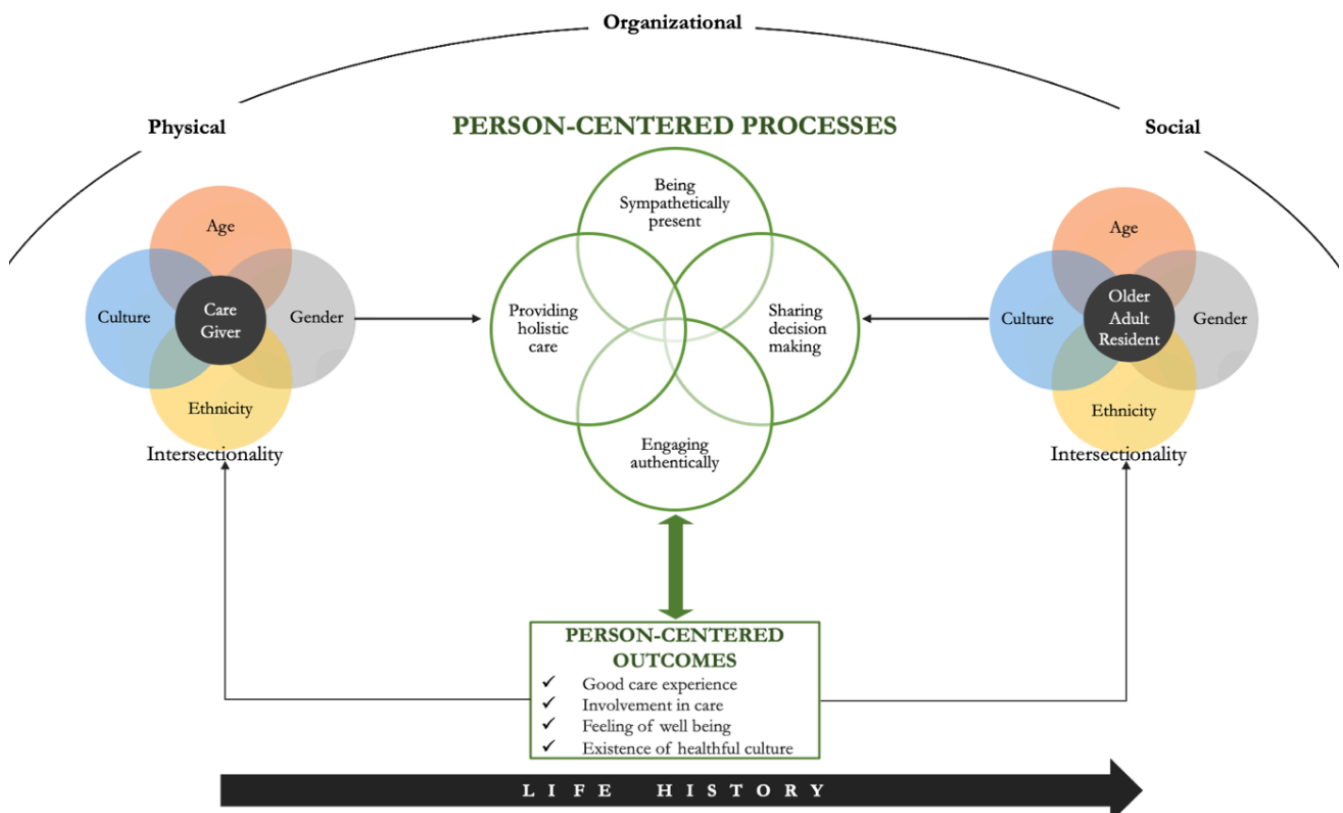 Organizational
Physical
Social
PERSON-CENTERED PROCESSES
Age
Culture
Care
Giver
Gender
Ethnicity
Intersectionality
Being
Sympathetically
present
Providing
holistic
care
Sharing
decision
making
Engaging
authentically
Age
Culture
Older
Adult
Resident
Gender
Ethnicity
Intersectionality
PERSON-CENTERED
OUTCOMES
✓ Good care experience
✓ Involvement in care
✓ Feeling of well being
✓ Existence of healthful culture
LIFE HISTORY